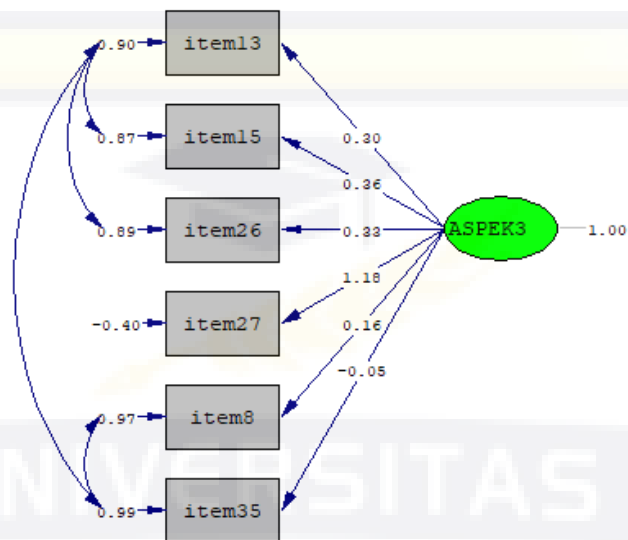 0.90 item13
0.30
0.87 item15
0.36
0.89 item26
0.33
ASPEK3 1.00
1.18
-0.40 item27
0.16
-0.05
0.97 item8
0.99 item35
NIVERSITAS